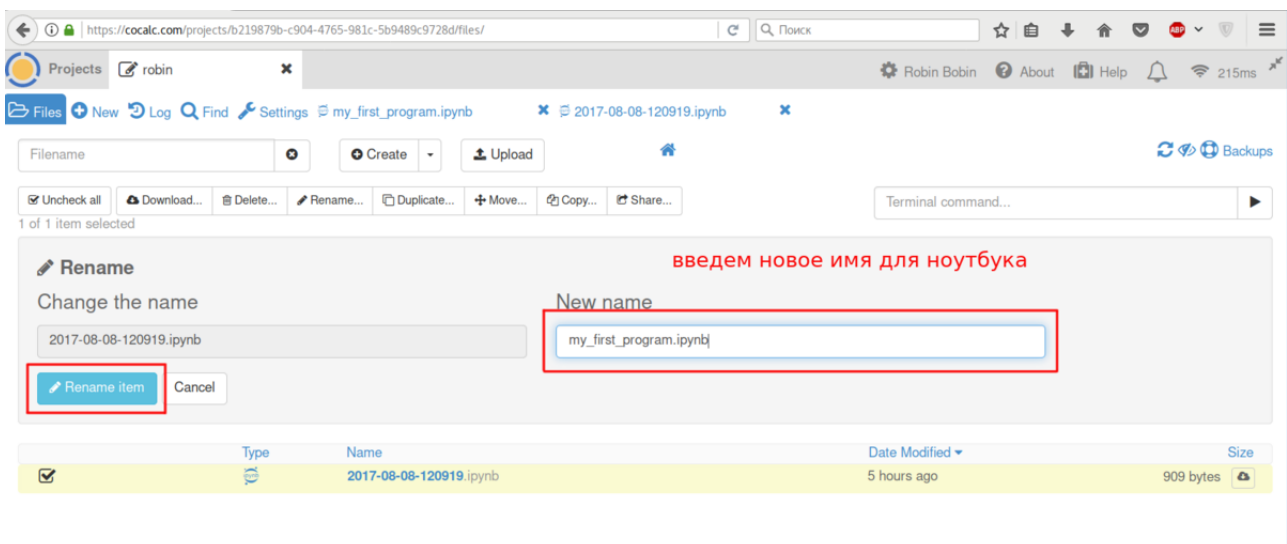 https://cocalc.com/projects/b219879b-c904-4765-981c-5b9489c9728d/files/ Поиск ABP
Projects robin Robin Bobin About Help 215ms
Files New Log Find Settings my_first_program.ipynb 2017-08-08-120919.ipynb
Filename Create Upload Backups
Uncheck all Download... Delete... Rename... Duplicate... Move... Copy... Share... Terminal command...
1 of 1 item selected
Rename введем новое имя для ноутбука
Change the name New name
2017-08-08-120919.ipynb my_first_program.ipynb
Rename item Cancel
Type Name Date Modified Size
2017-08-08-120919.ipynb 5 hours ago 909 bytes